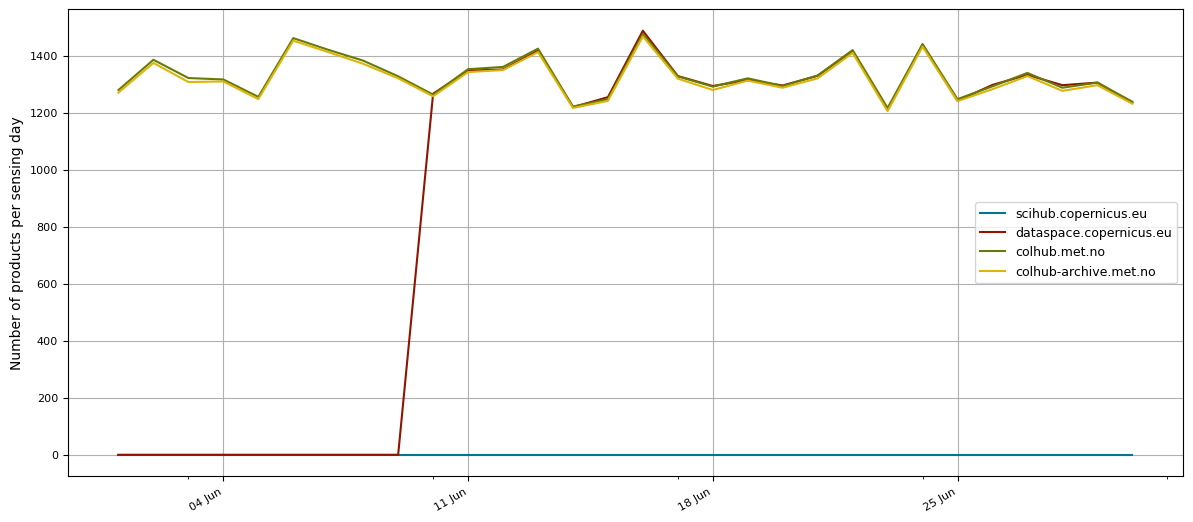 Number of products per sensing day
1400
1200
1000
800
600
400
200
0
04 Jun
11 Jun
18 Jun
25 Jun
scihub.copernicus.eu
dataspace.copernicus.eu
colhub.met.no
colhub-archive.met.no